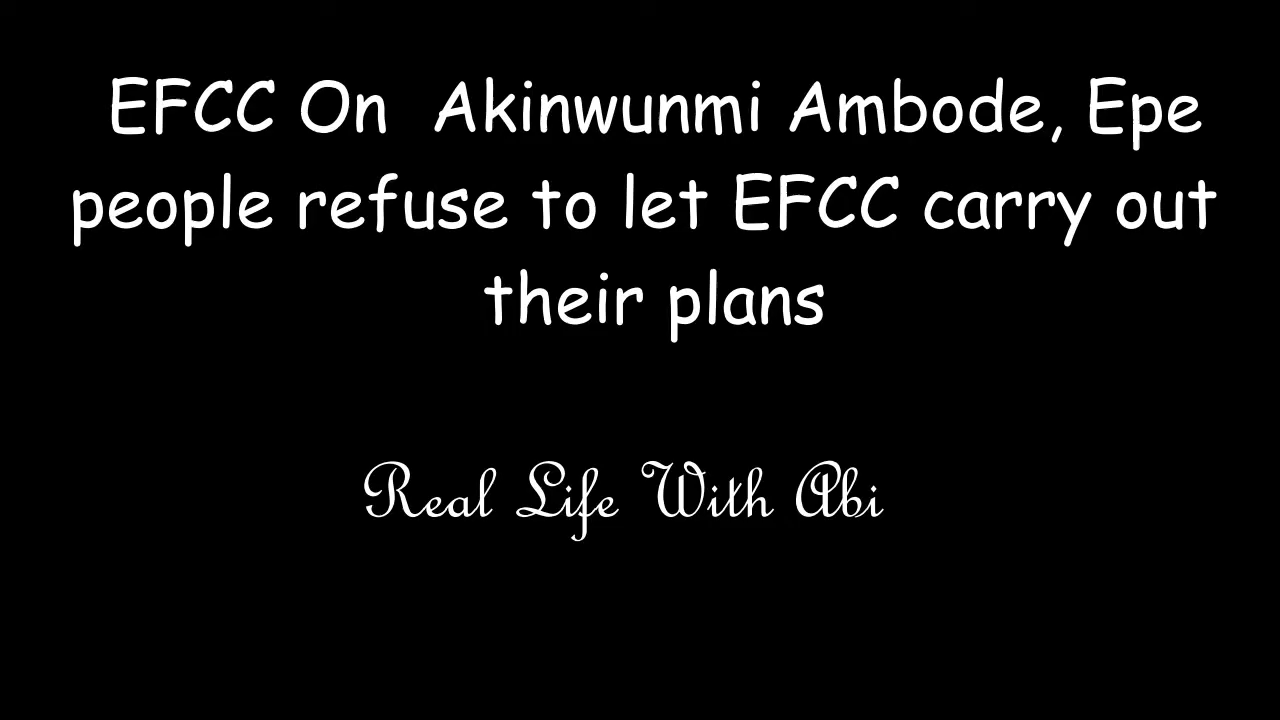 EFCC On Akinwunmi Ambode, Epe
people refuse to let EFCC carry out
their plans
Real Life With Abi